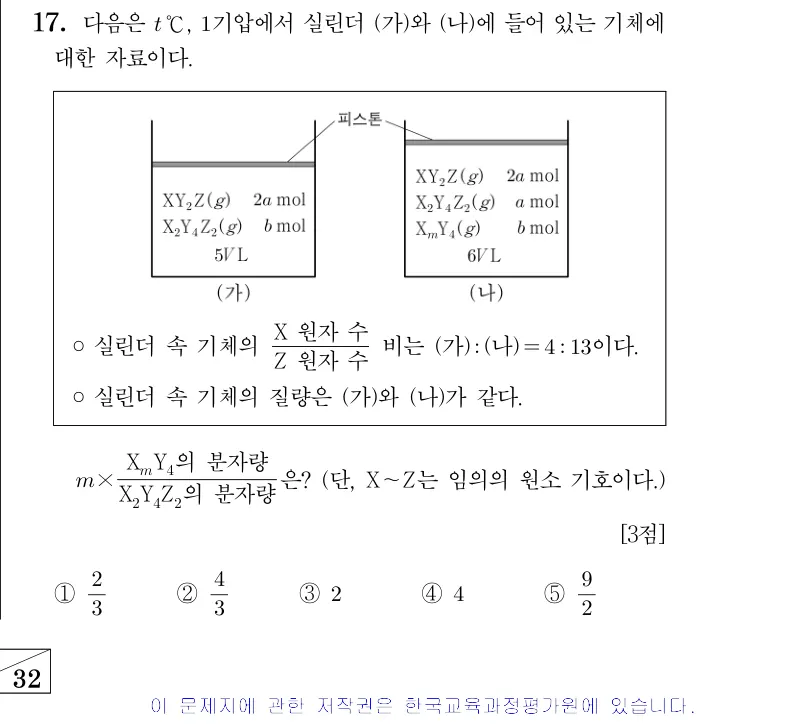 17. 다음은 t℃, 1기압에서 실린더 (가)와 (나)에 들어 있는 기체에
대한 자료이다.
피스톤
XY₂Z(g) 2a mol
X₂Y₄Z₂(g) b mol
5V L
(가)
XY₂Z(g) 2a mol
X₂Y₄Z₂(g) a mol
XₘY₄(g) b mol
6V L
(나)
○ 실린더 속 기체의 X 원자 수/Z 원자 수 비는 (가):(나)=4:13이다.
○ 실린더 속 기체의 질량은 (가)와 (나)가 같다.
m×XₘY₄의 분자량/X₂Y₄Z₂의 분자량은? (단, X~Z는 임의의 원소 기호이다.)
[3점]
① 2/3 ② 4/3 ③ 2 ④ 4 ⑤ 9/2
32
이 문제지에 관한 저작권은 한국교육과정평가원에 있습니다.